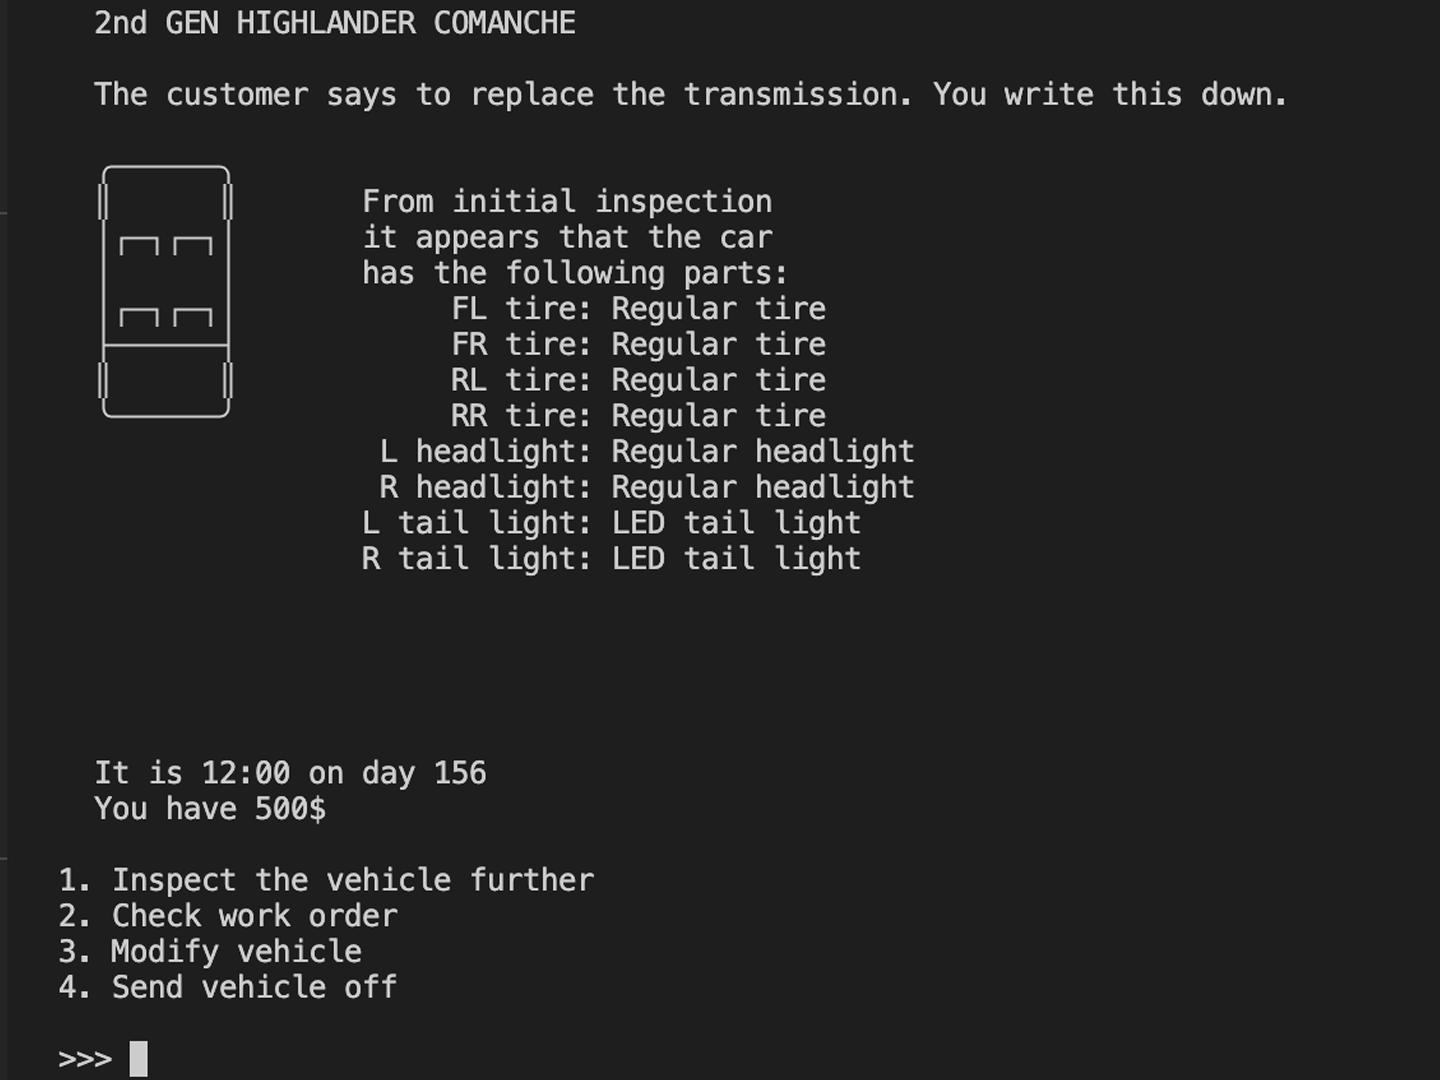 2nd GEN HIGHLANDER COMANCHE
The customer says to replace the transmission. You write this down.
From initial inspection
it appears that the car
has the following parts:
FL tire: Regular tire
FR tire: Regular tire
RL tire: Regular tire
RR tire: Regular tire
L headlight: Regular headlight
R headlight: Regular headlight
L tail light: LED tail light
R tail light: LED tail light
It is 12:00 on day 156
You have 500$
1. Inspect the vehicle further
2. Check work order
3. Modify vehicle
4. Send vehicle off
>>>